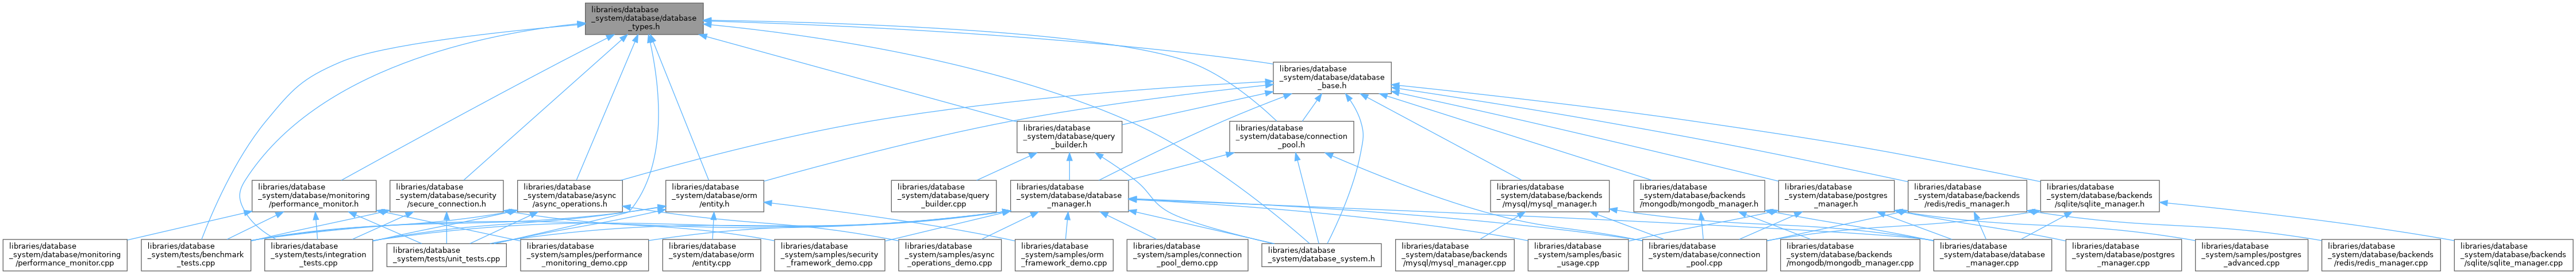 libraries/database
_system/database/database
_types.h
libraries/database
_system/database/database
_base.h
libraries/database
_system/database/query
_builder.h
libraries/database
_system/database/connection
_pool.h
libraries/database
_system/database/monitoring
/performance_monitor.h
libraries/database
_system/database/security
/secure_connection.h
libraries/database
_system/database/async
/async_operations.h
libraries/database
_system/database/orm
/entity.h
libraries/database
_system/database/query
_builder.cpp
libraries/database
_system/database/database
_manager.h
libraries/database
_system/database/backends
/mysql/mysql_manager.h
libraries/database
_system/database/backends
/mongodb/mongodb_manager.h
libraries/database
_system/database/postgres
_manager.h
libraries/database
_system/database/backends
/redis/redis_manager.h
libraries/database
_system/database/backends
/sqlite/sqlite_manager.h
libraries/database
_system/database/monitoring
/performance_monitor.cpp
libraries/database
_system/tests/benchmark
_tests.cpp
libraries/database
_system/tests/integration
_tests.cpp
libraries/database
_system/tests/unit_tests.cpp
libraries/database
_system/samples/performance
_monitoring_demo.cpp
libraries/database
_system/database/orm
/entity.cpp
libraries/database
_system/samples/security
_framework_demo.cpp
libraries/database
_system/samples/async
_operations_demo.cpp
libraries/database
_system/samples/orm
_framework_demo.cpp
libraries/database
_system/samples/connection
_pool_demo.cpp
libraries/database
_system/database_system.h
libraries/database
_system/database/backends
/mysql/mysql_manager.cpp
libraries/database
_system/samples/basic
_usage.cpp
libraries/database
_system/database/connection
_pool.cpp
libraries/database
_system/database/backends
/mongodb/mongodb_manager.cpp
libraries/database
_system/database/database
_manager.cpp
libraries/database
_system/database/postgres
_manager.cpp
libraries/database
_system/samples/postgres
_advanced.cpp
libraries/database
_system/database/backends
/redis/redis_manager.cpp
libraries/database
_system/database/backends
/sqlite/sqlite_manager.cpp